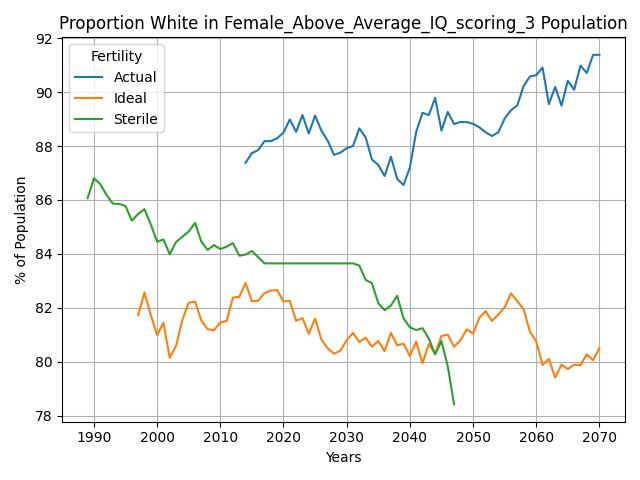 Proportion White in Female_Above_Average_IQ_scoring_3 Population
Fertility
Actual
Ideal
Sterile
% of Population
92
90
88
86
84
82
80
78
1990 2000 2010 2020 2030 2040 2050 2060 2070
Years